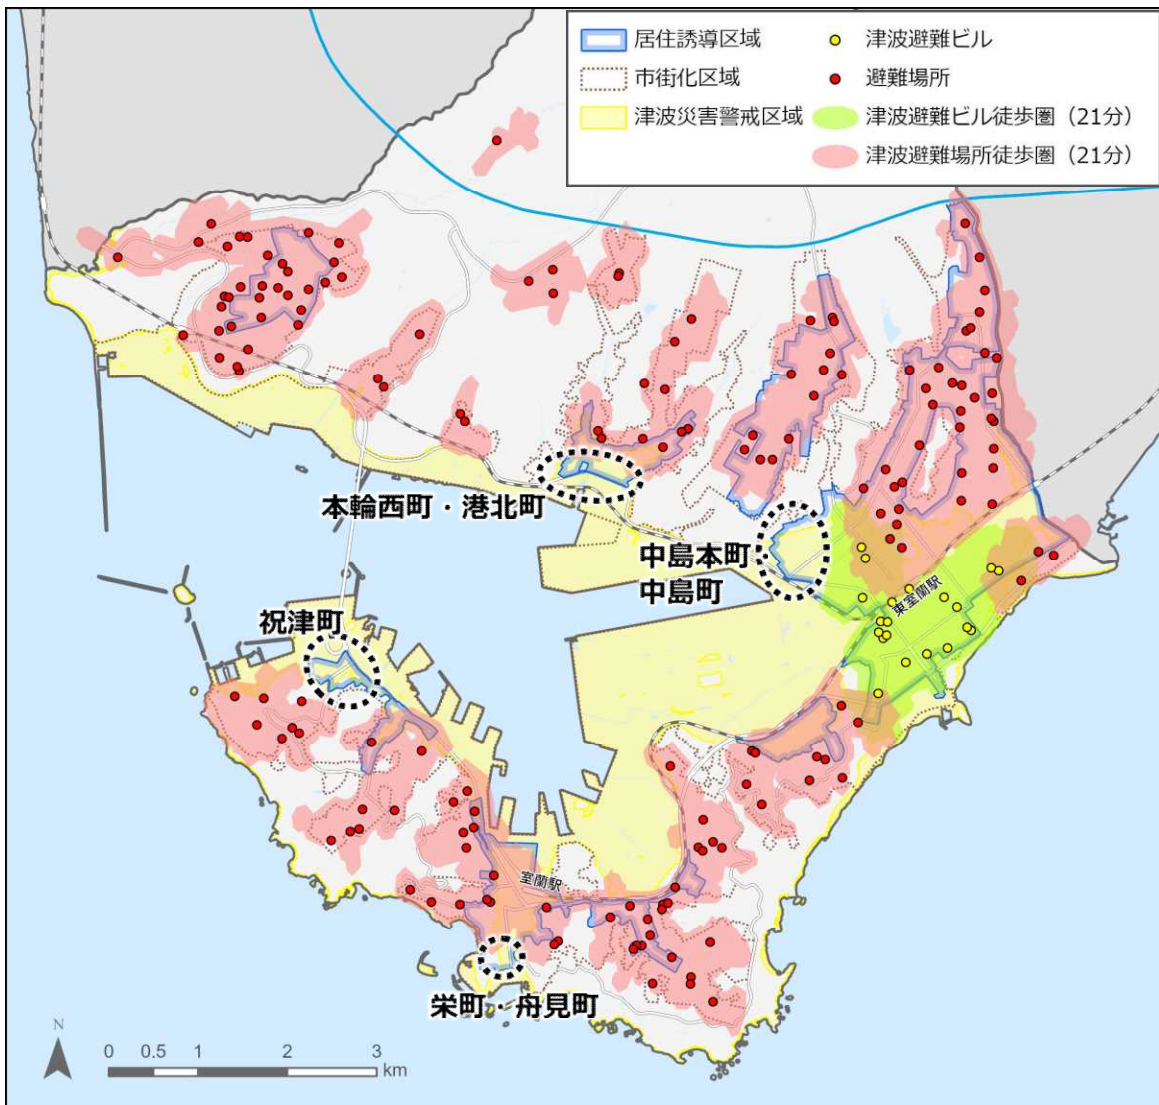 居住誘導区域
津波避難ビル
市街化区域
避難場所
津波災害警戒区域
津波避難ビル徒歩圏（21分）
津波避難場所徒歩圏（21分）
本輪西町・港北町
中島本町
中島町
東室蘭駅
祝津町
室蘭駅
栄町・舟見町
N
0 0.5 1 2 3
km